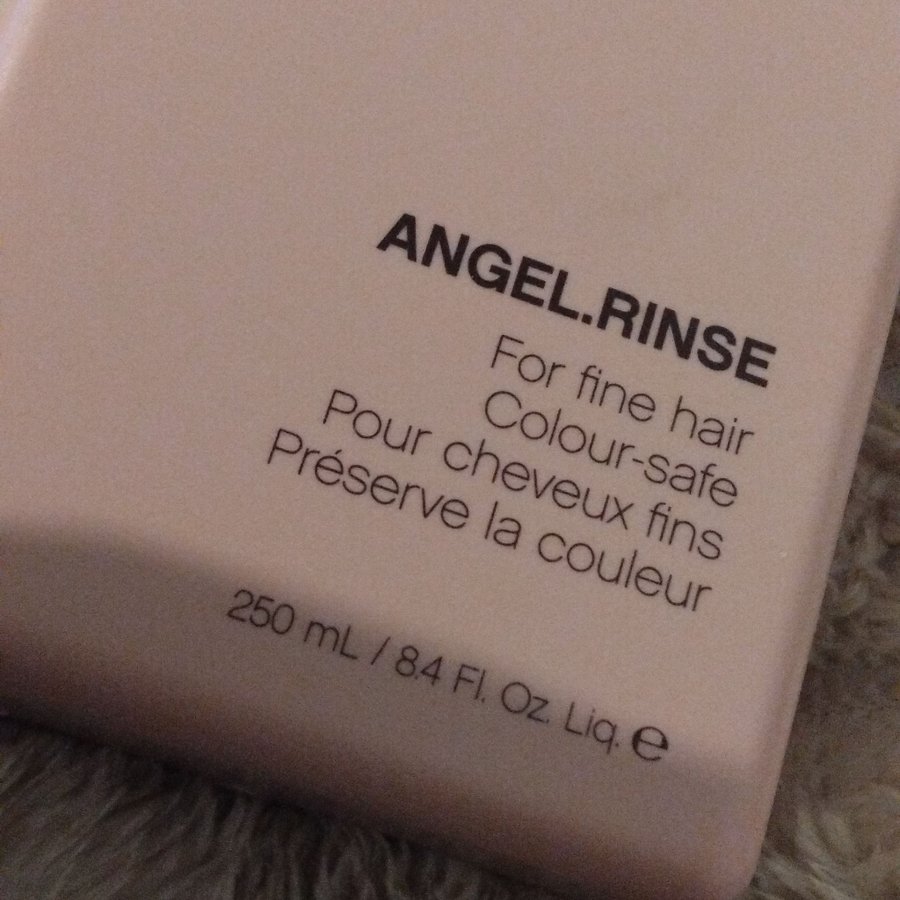 ANGEL.RINSE
For fine hair
Colour-safe
Pour cheveux fins
Préserve la couleur
250 mL / 8.4 Fl. Oz. Liq. e